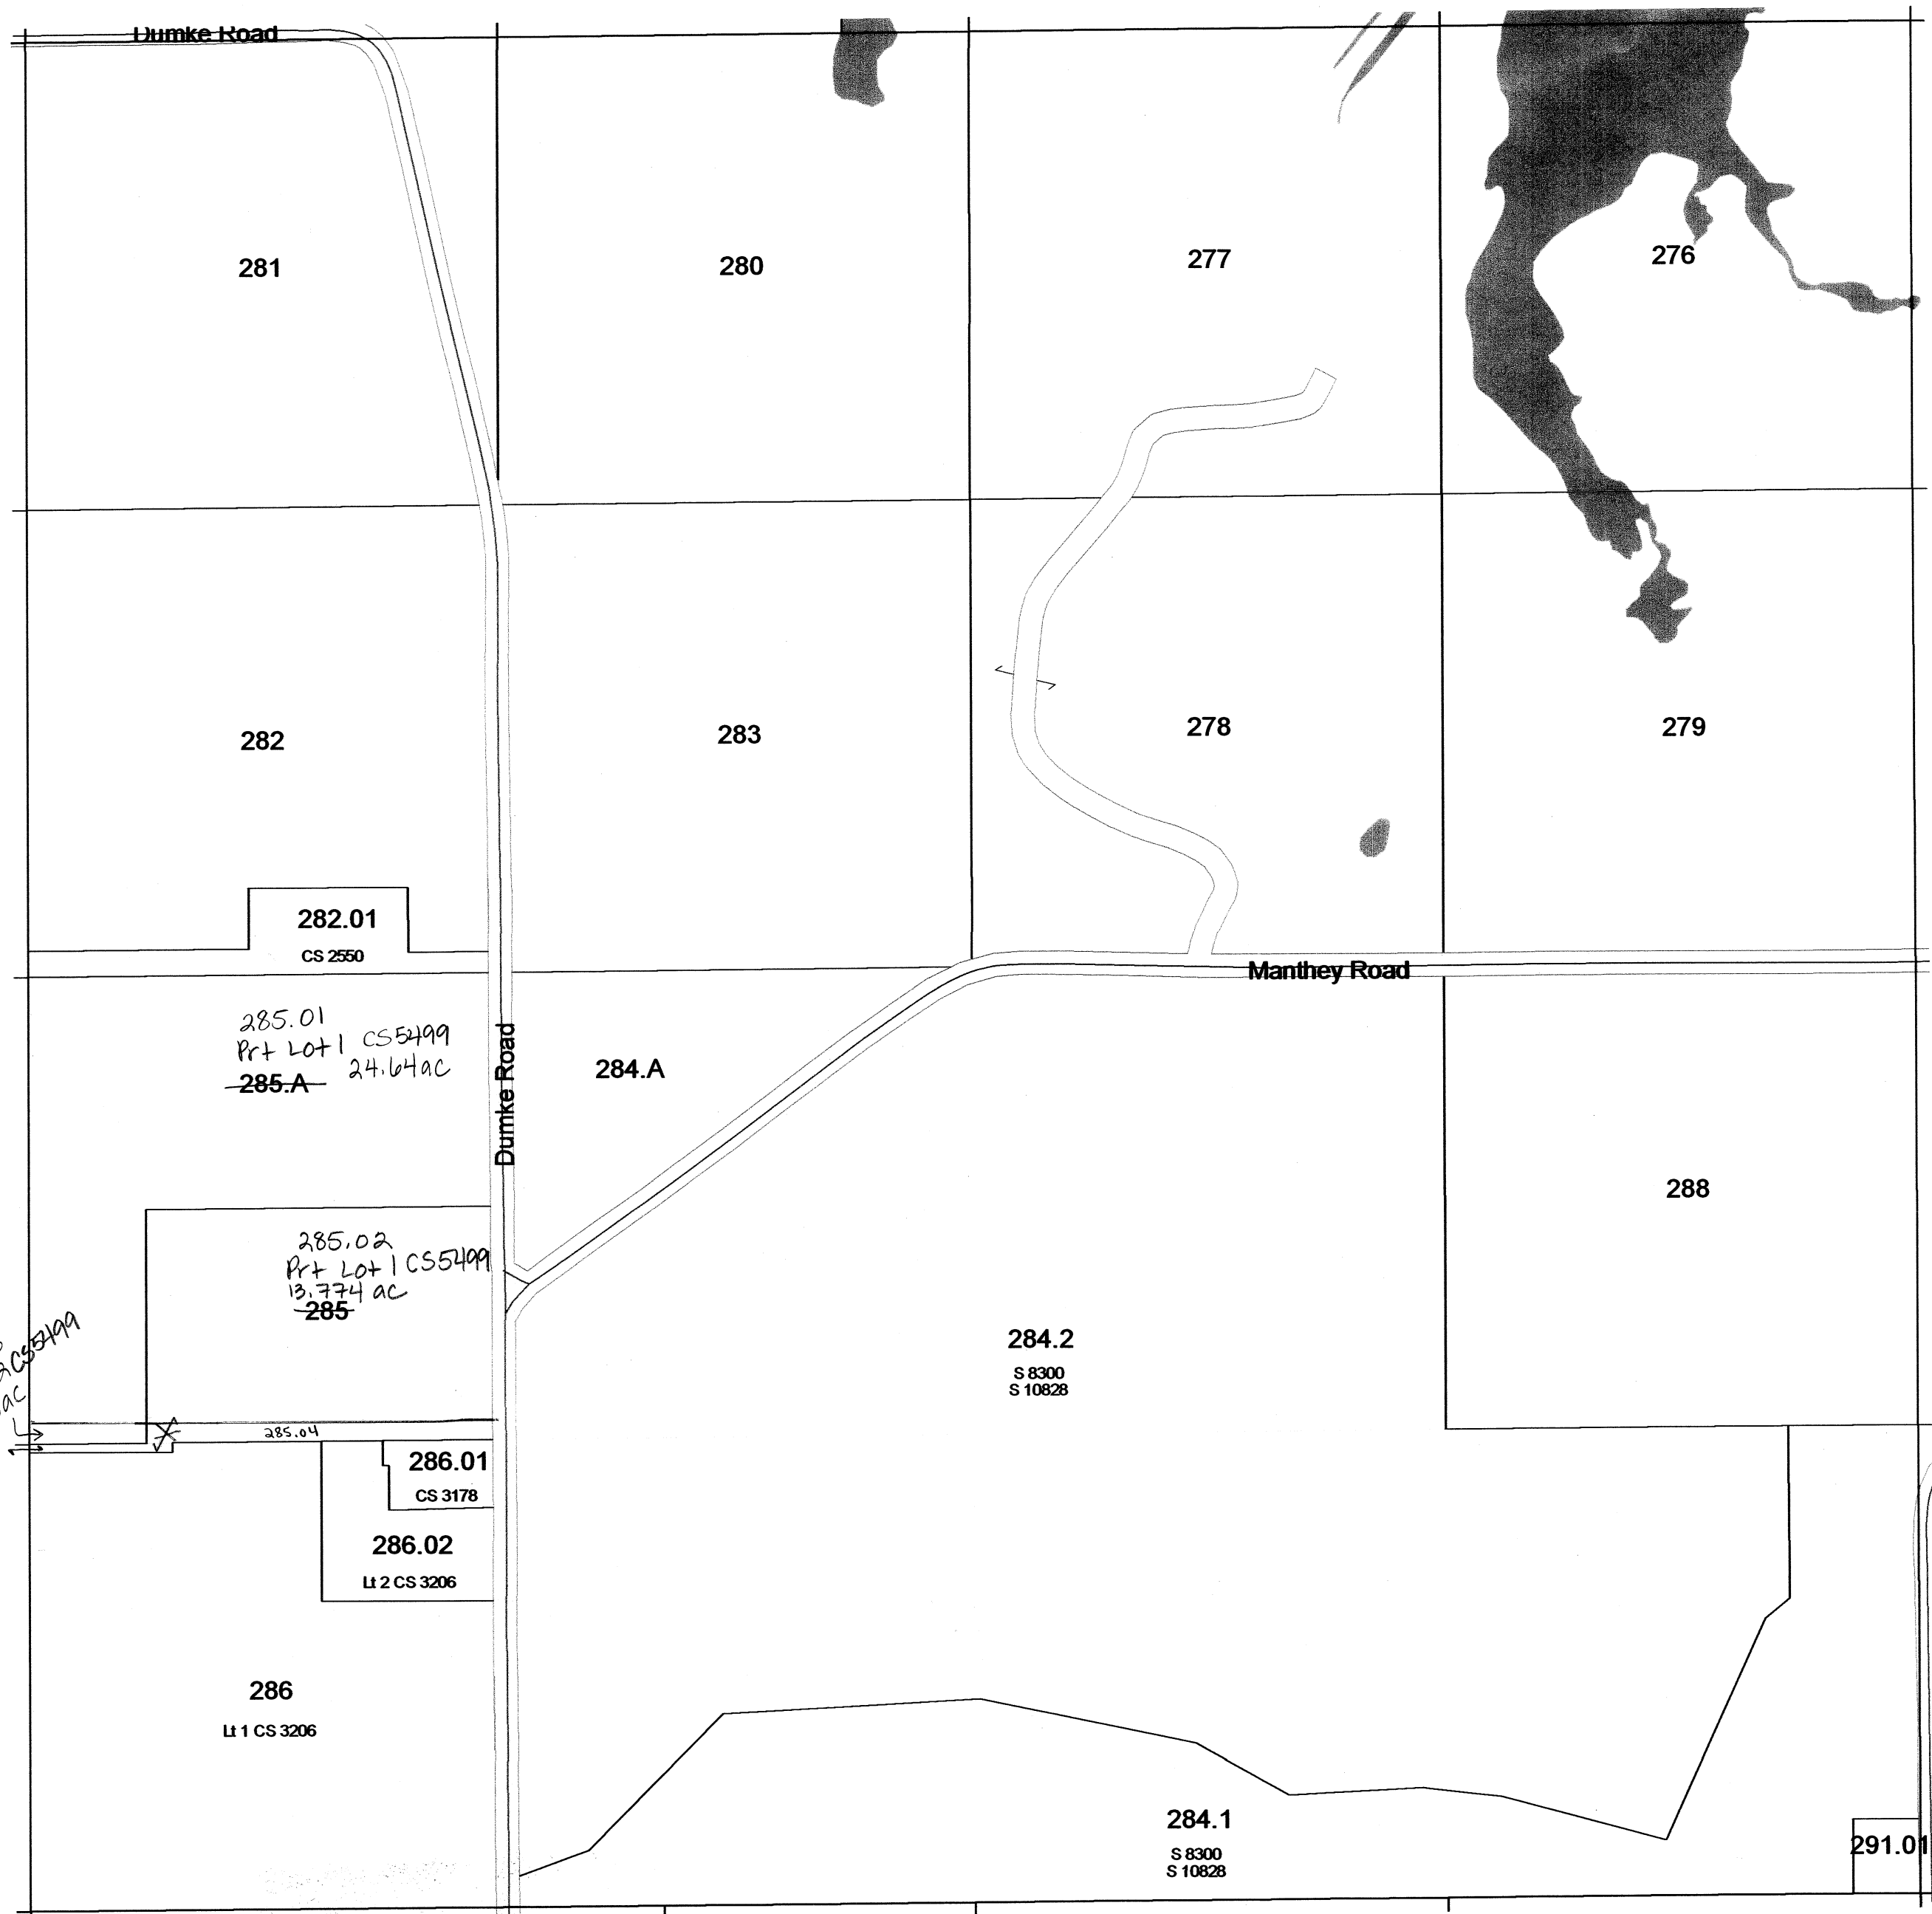 Dumke Road
281
280
277
276
282
283
278
279
282.01
CS 2550
Manthey Road
285.01
Prt Lot 1 CS5499
24.64ac
285.A
Dumke Road
284.A
288
285.02
Prt Lot 1 CS5499
13.774 ac
285
2 CS5499
ac
284.2
S 8300
S 10828
285.04
286.01
CS 3178
286.02
Lt 2 CS 3206
286
Lt 1 CS 3206
284.1
S 8300
S 10828
291.01